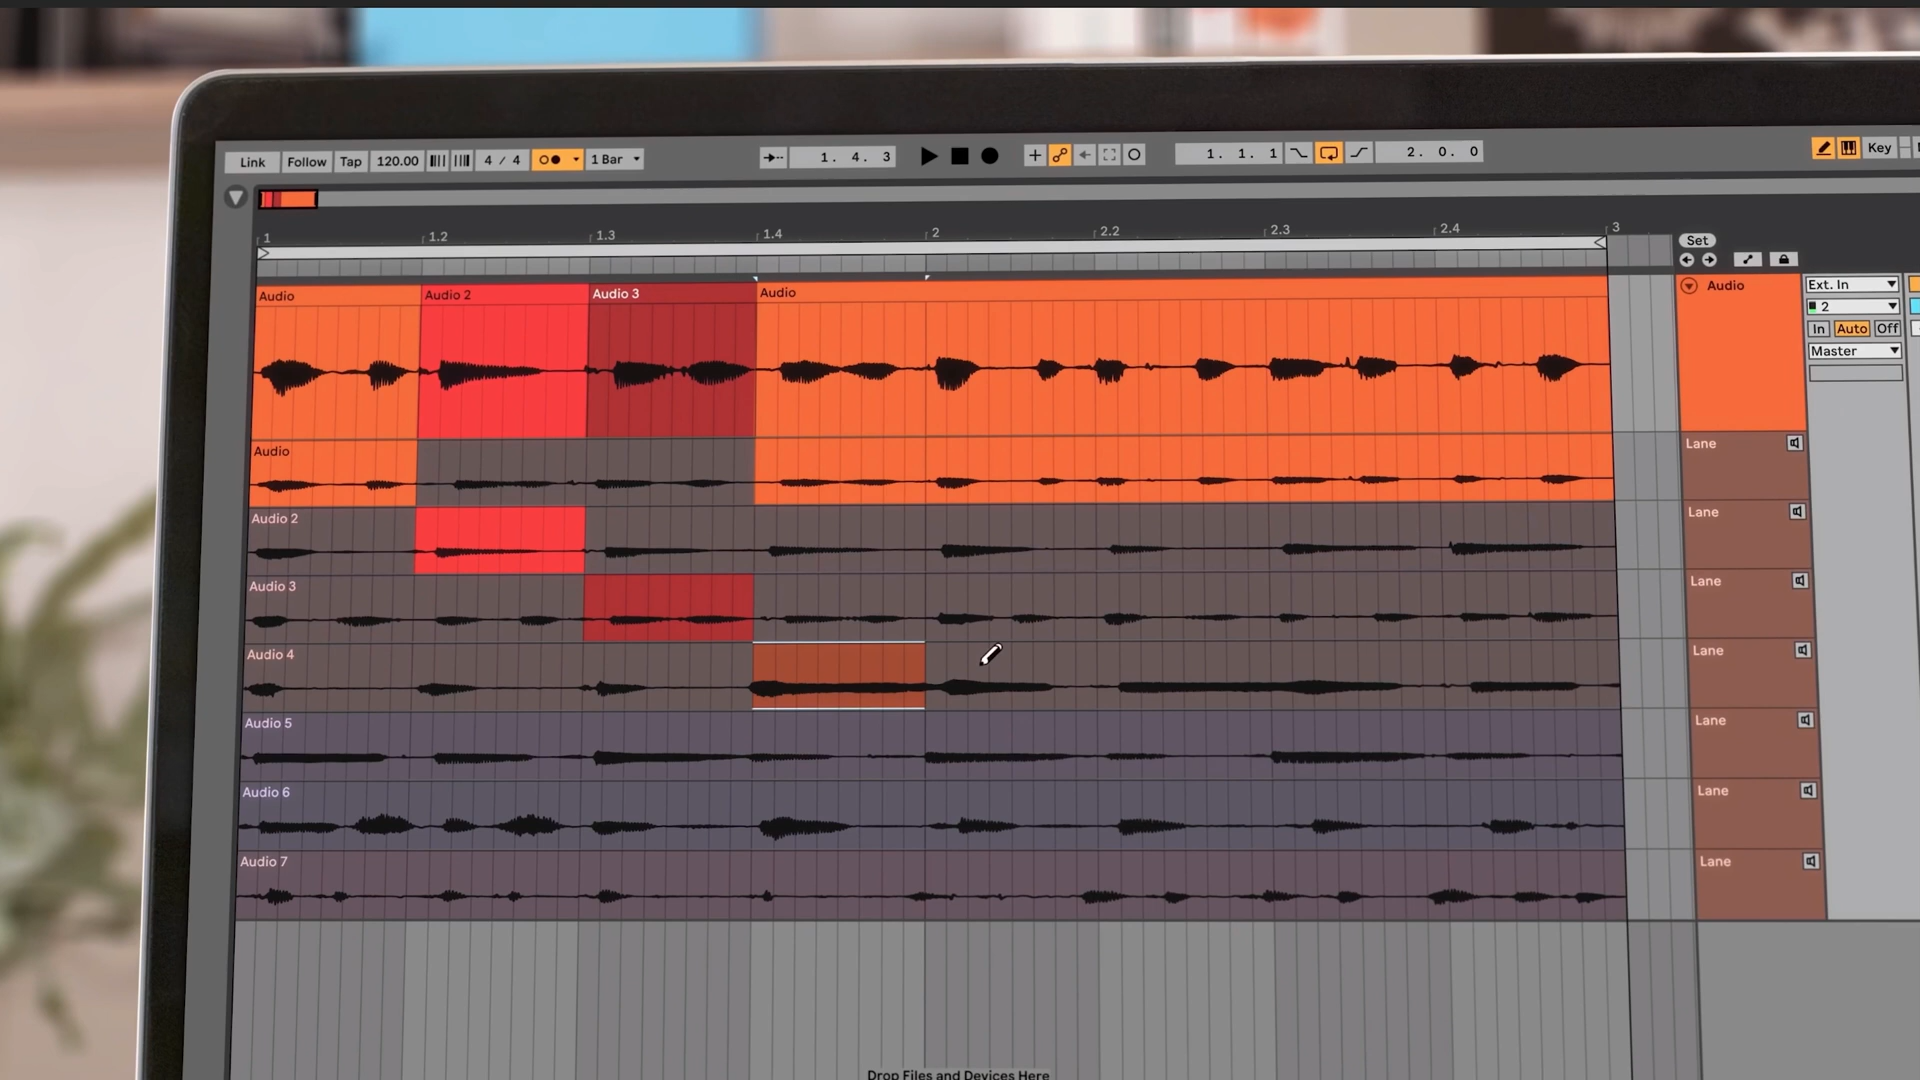 Link Follow Tap 120.00 4 / 4 1 Bar 1. 4. 3 1. 1. 1 2. 0. 0 Key
1 1.2 1.3 1.4 2 2.2 2.3 2.4 3
Set
Audio Audio 2 Audio 3 Audio Audio Ext. In
2
In Auto Off
Master
Audio Lane
Audio 2 Lane
Audio 3 Lane
Audio 4 Lane
Audio 5 Lane
Audio 6 Lane
Audio 7 Lane
Drop Files and Devices Here